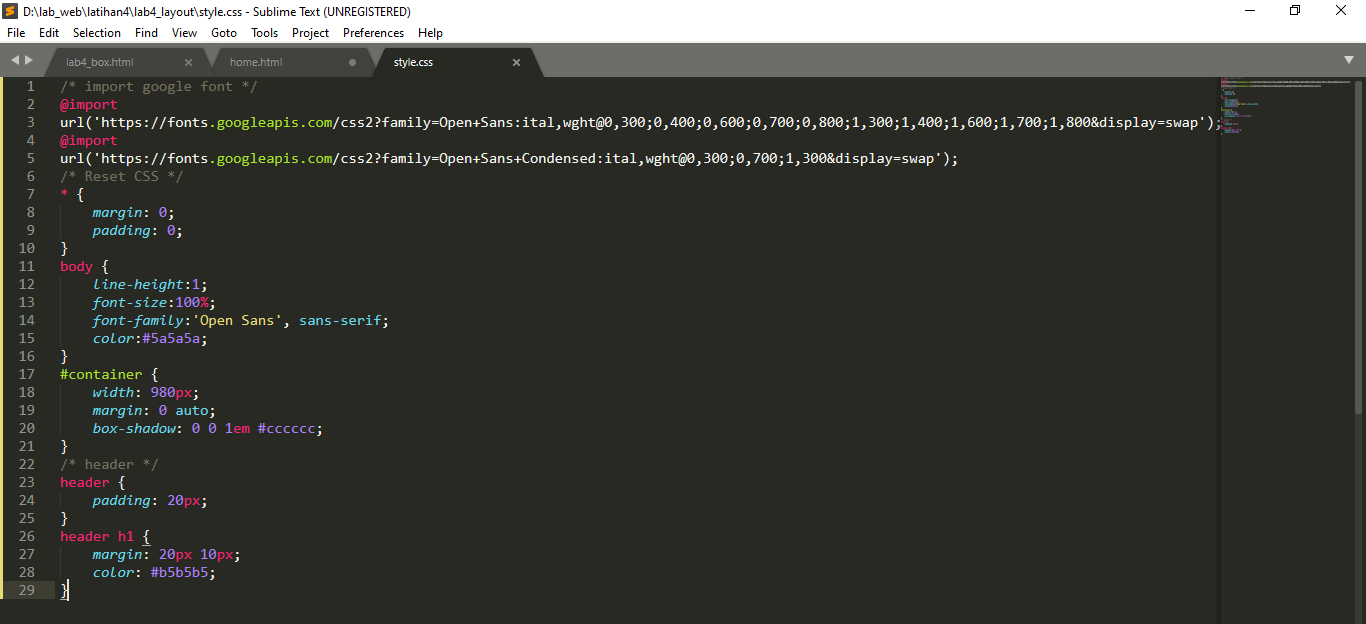 D:\lab_web\latihan4\lab4_layout\style.css - Sublime Text (UNREGISTERED)
File Edit Selection Find View Goto Tools Project Preferences Help
lab4_box.html home.html style.css
1 /* import google font */
2 @import
3 url('https://fonts.googleapis.com/css2?family=Open+Sans:ital,wght@0,300;0,400;0,600;0,700;0,800;1,300;1,400;1,600;1,700;1,800&display=swap');
4 @import
5 url('https://fonts.googleapis.com/css2?family=Open+Sans+Condensed:ital,wght@0,300;0,700;1,300&display=swap');
6 /* Reset CSS */
7 * {
8     margin: 0;
9     padding: 0;
10 }
11 body {
12     line-height:1;
13     font-size:100%;
14     font-family:'Open Sans', sans-serif;
15     color:#5a5a5a;
16 }
17 #container {
18     width: 980px;
19     margin: 0 auto;
20     box-shadow: 0 0 1em #cccccc;
21 }
22 /* header */
23 header {
24     padding: 20px;
25 }
26 header h1 {
27     margin: 20px 10px;
28     color: #b5b5b5;
29 }